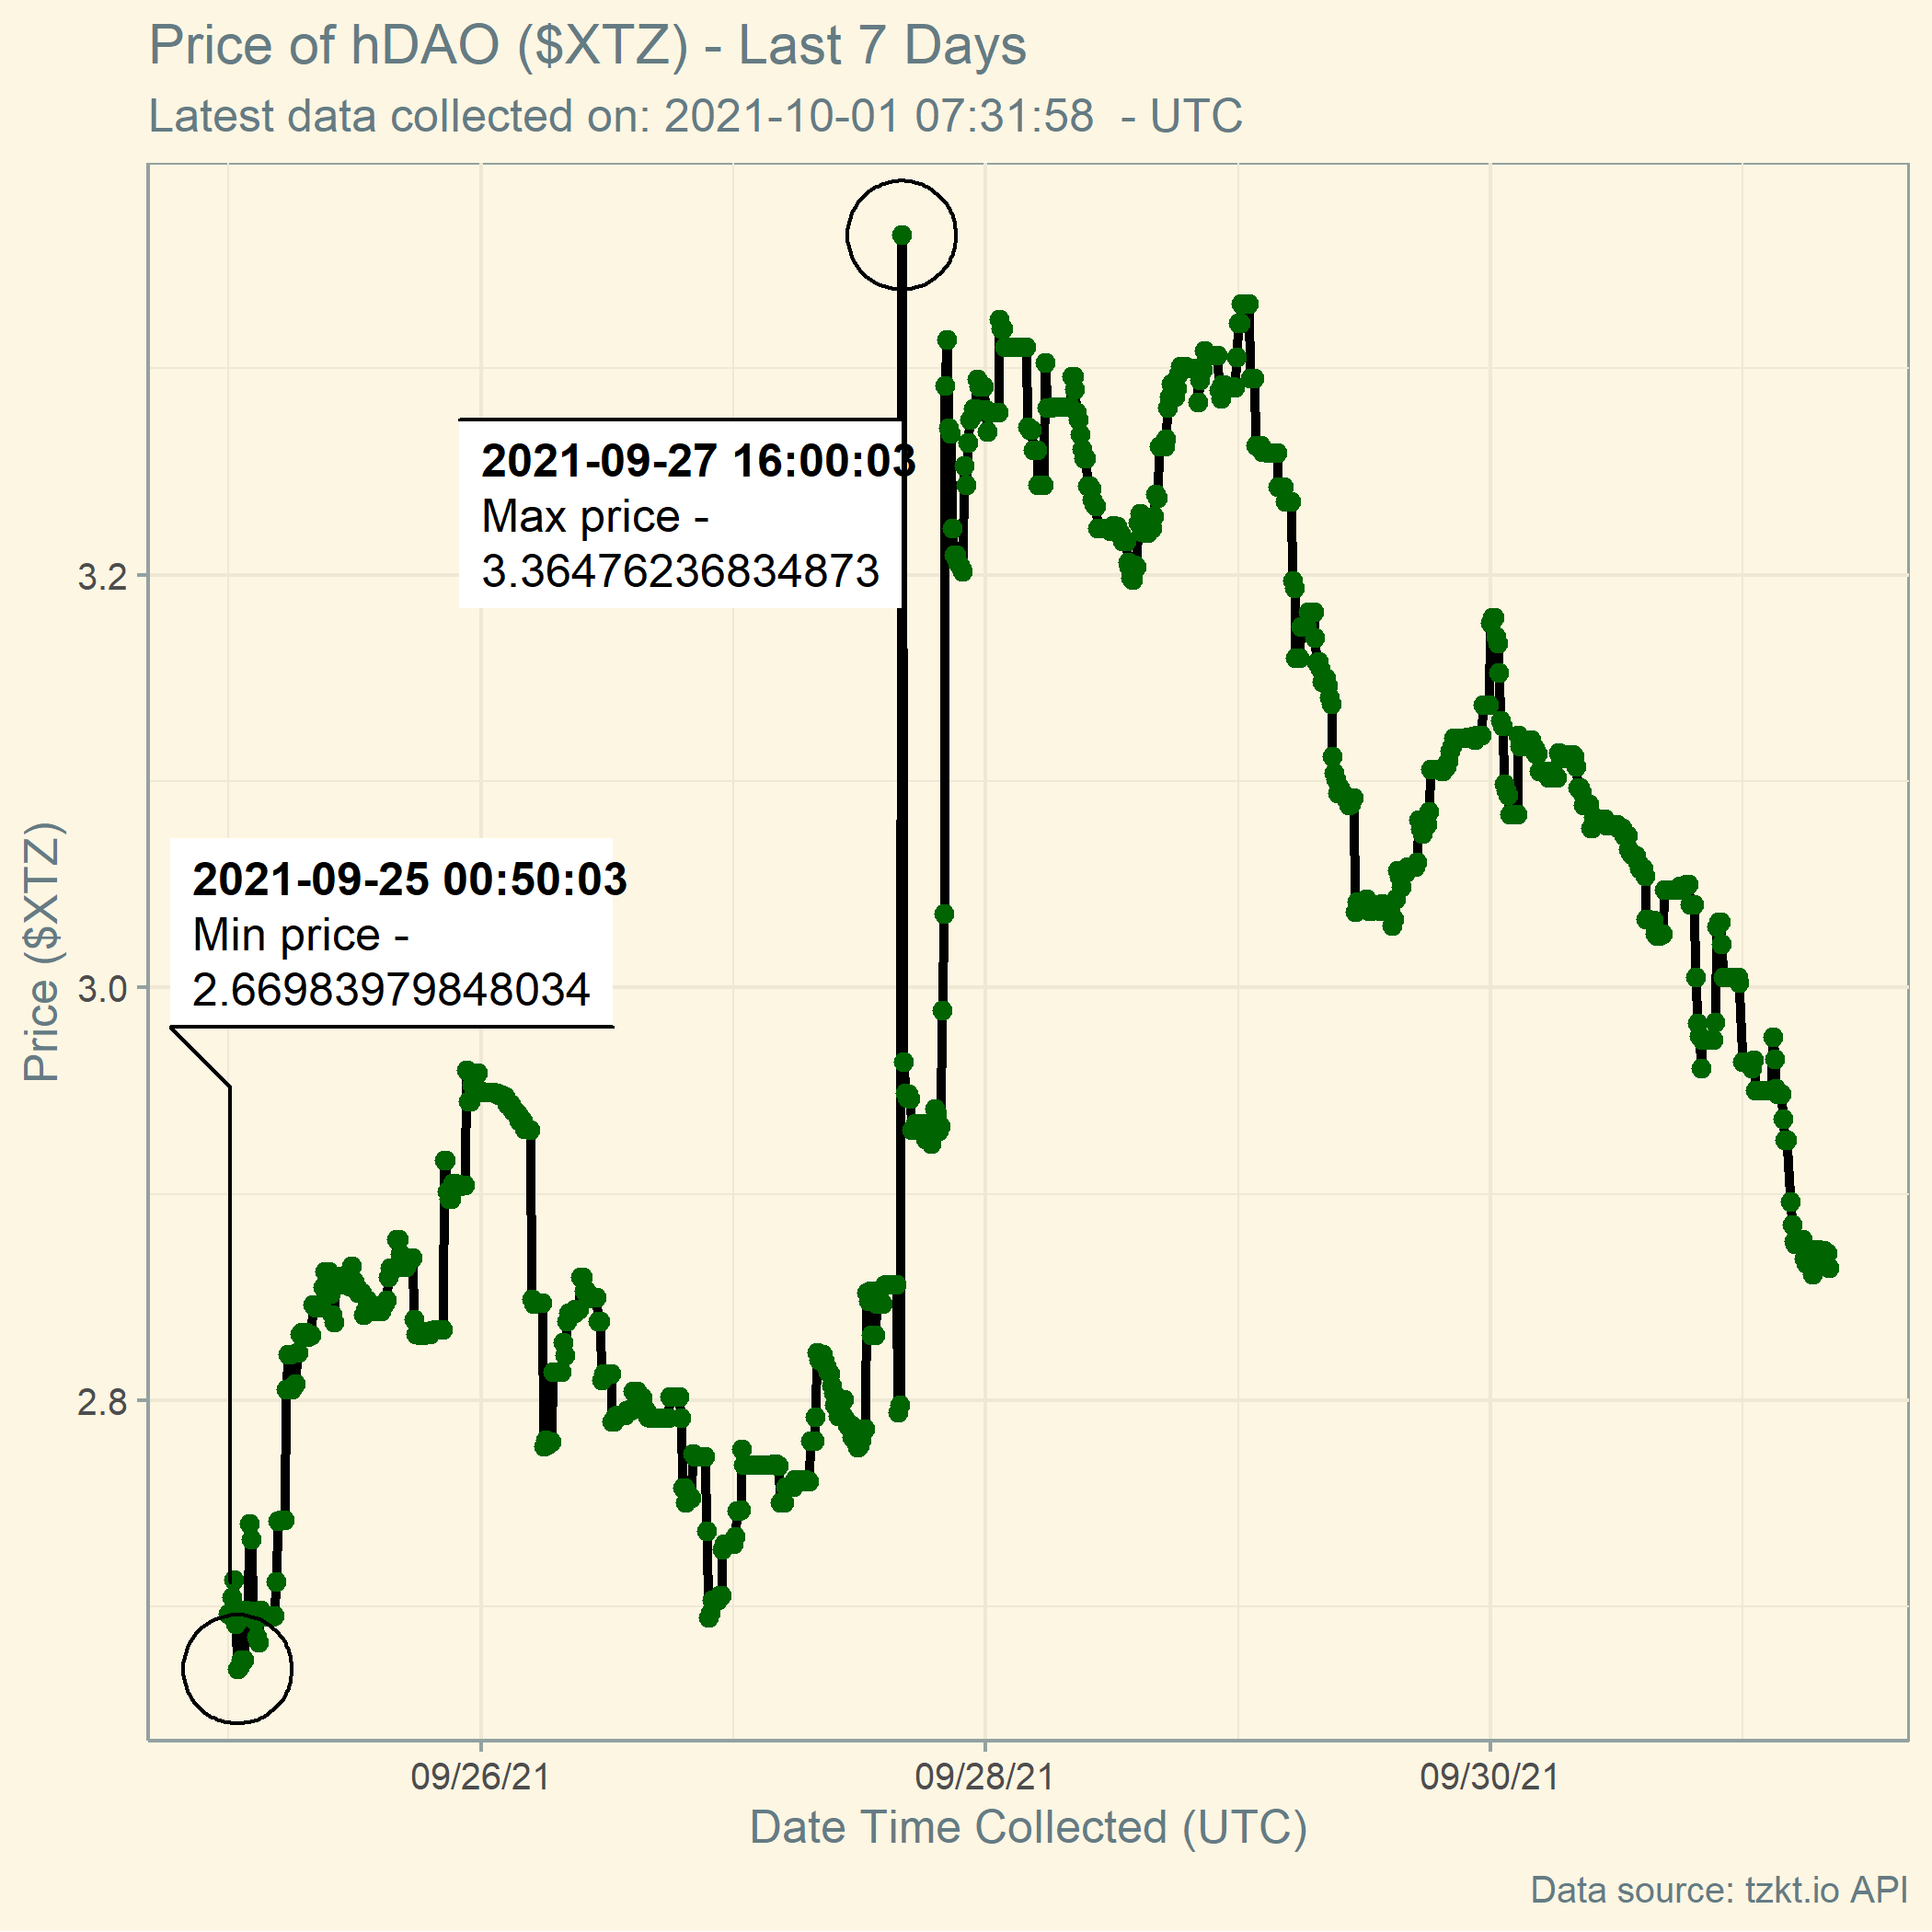 Price of hDAO ($XTZ) - Last 7 Days
Latest data collected on: 2021-10-01 07:31:58  - UTC
2021-09-27 16:00:03
Max price -
3.36476236834873
3.2
2021-09-25 00:50:03
Min price -
2.66983979848034
3.0
2.8
Price ($XTZ)
09/26/21
09/28/21
09/30/21
Date Time Collected (UTC)
Data source: tzkt.io API